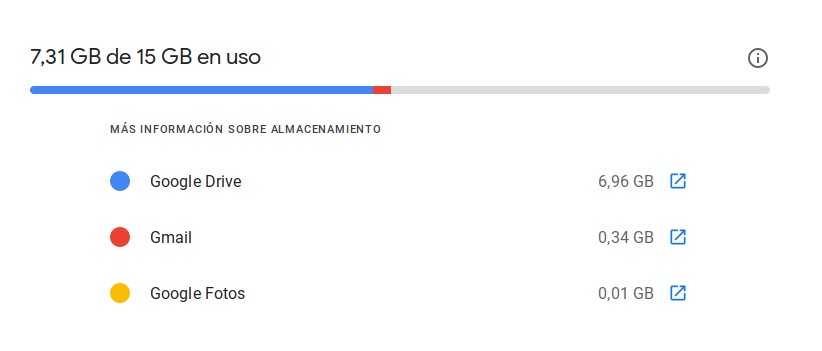 7,31 GB de 15 GB en uso
MÁS INFORMACIÓN SOBRE ALMACENAMIENTO
Google Drive 6,96 GB
Gmail 0,34 GB
Google Fotos 0,01 GB